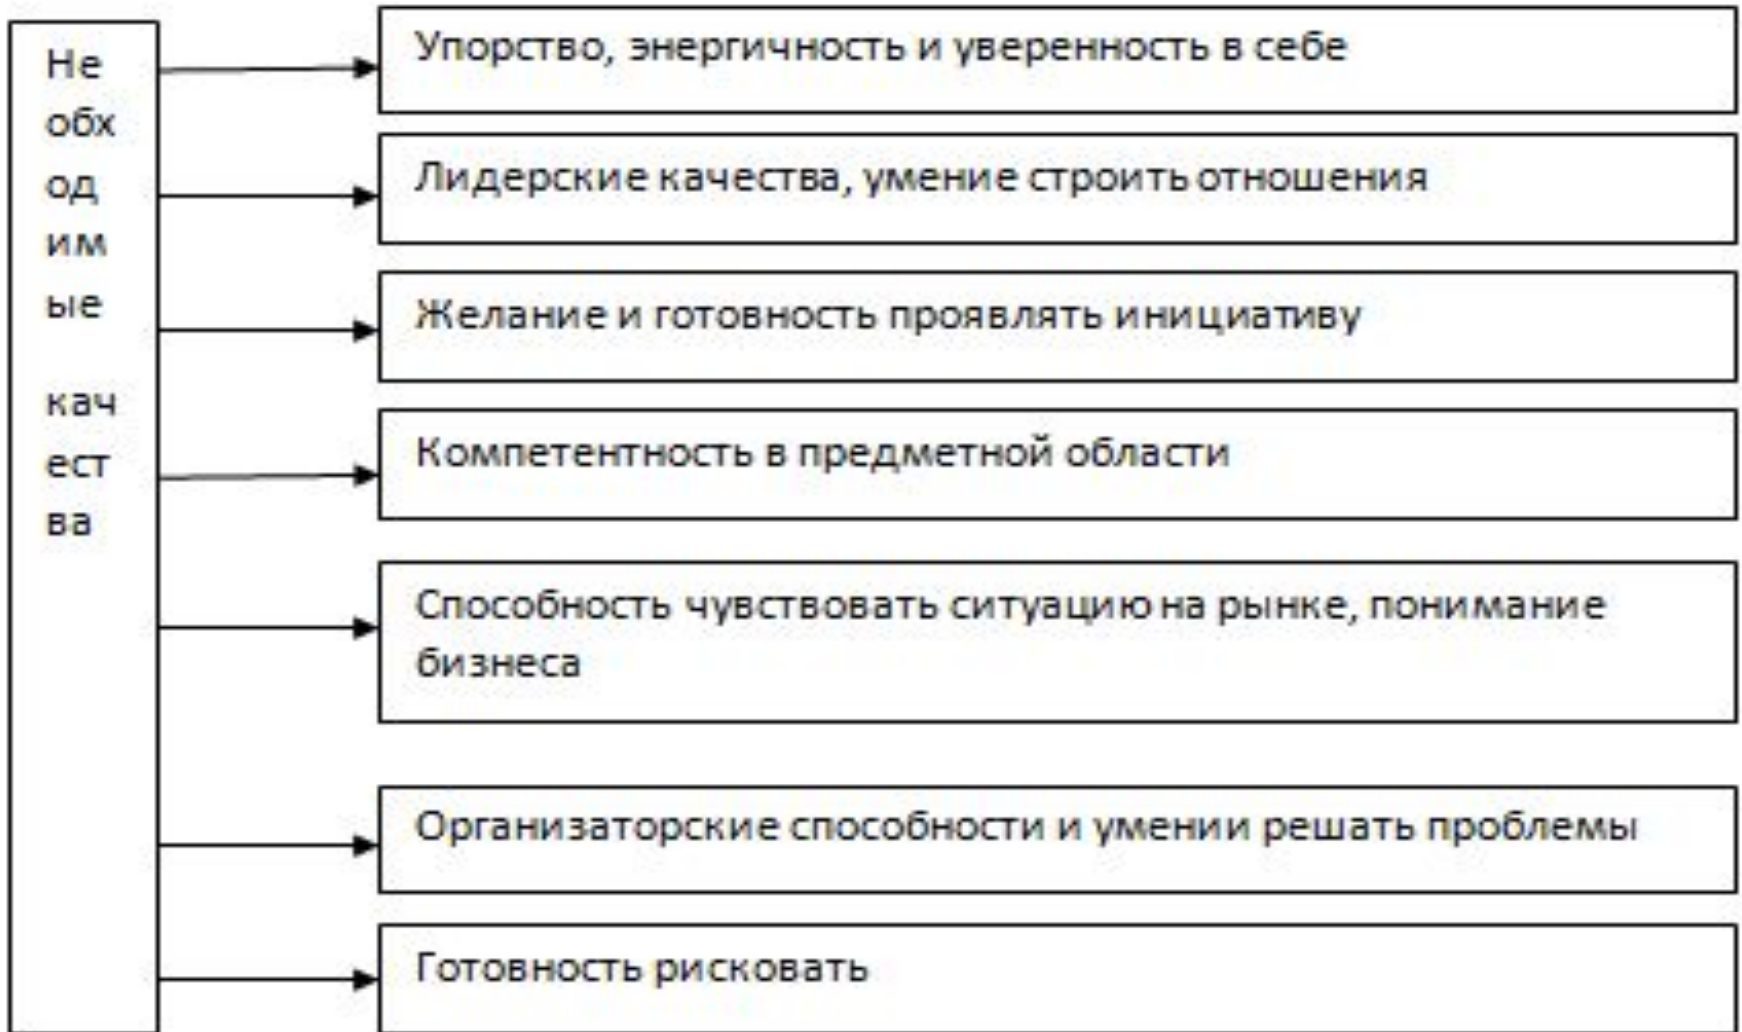 Не
обх
од
им
ые
кач
ест
ва
Упорство, энергичность и уверенность в себе
Лидерские качества, умение строить отношения
Желание и готовность проявлять инициативу
Компетентность в предметной области
Способность чувствовать ситуацию на рынке, понимание
бизнеса
Организаторские способности и умении решать проблемы
Готовность рисковать